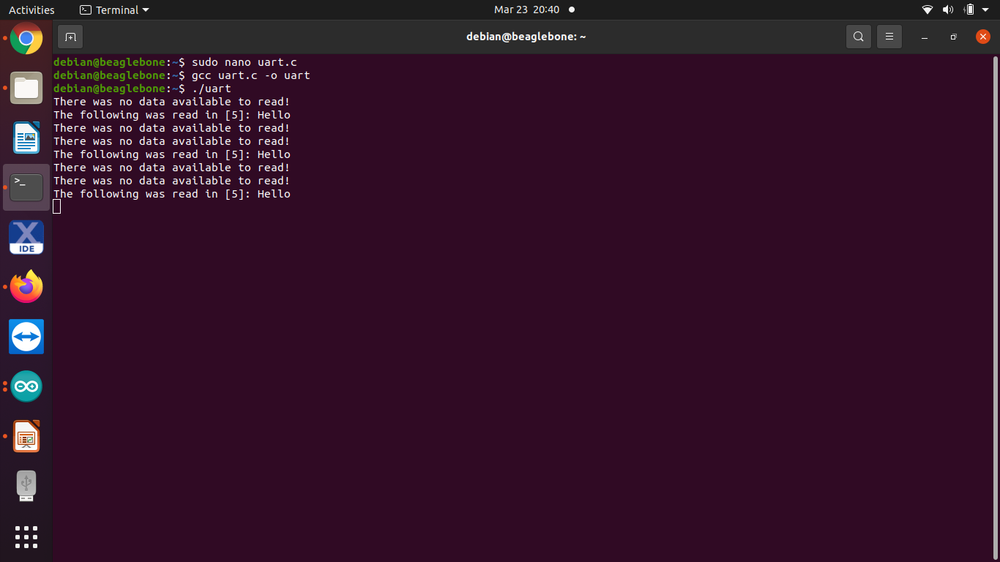 Activities
Terminal
Mar 23 20:40
debian@beaglebone: ~
debian@beaglebone:~$ sudo nano uart.c
debian@beaglebone:~$ gcc uart.c -o uart
debian@beaglebone:~$ ./uart
There was no data available to read!
The following was read in [5]: Hello
There was no data available to read!
There was no data available to read!
The following was read in [5]: Hello
There was no data available to read!
There was no data available to read!
The following was read in [5]: Hello
>_
X
IDE